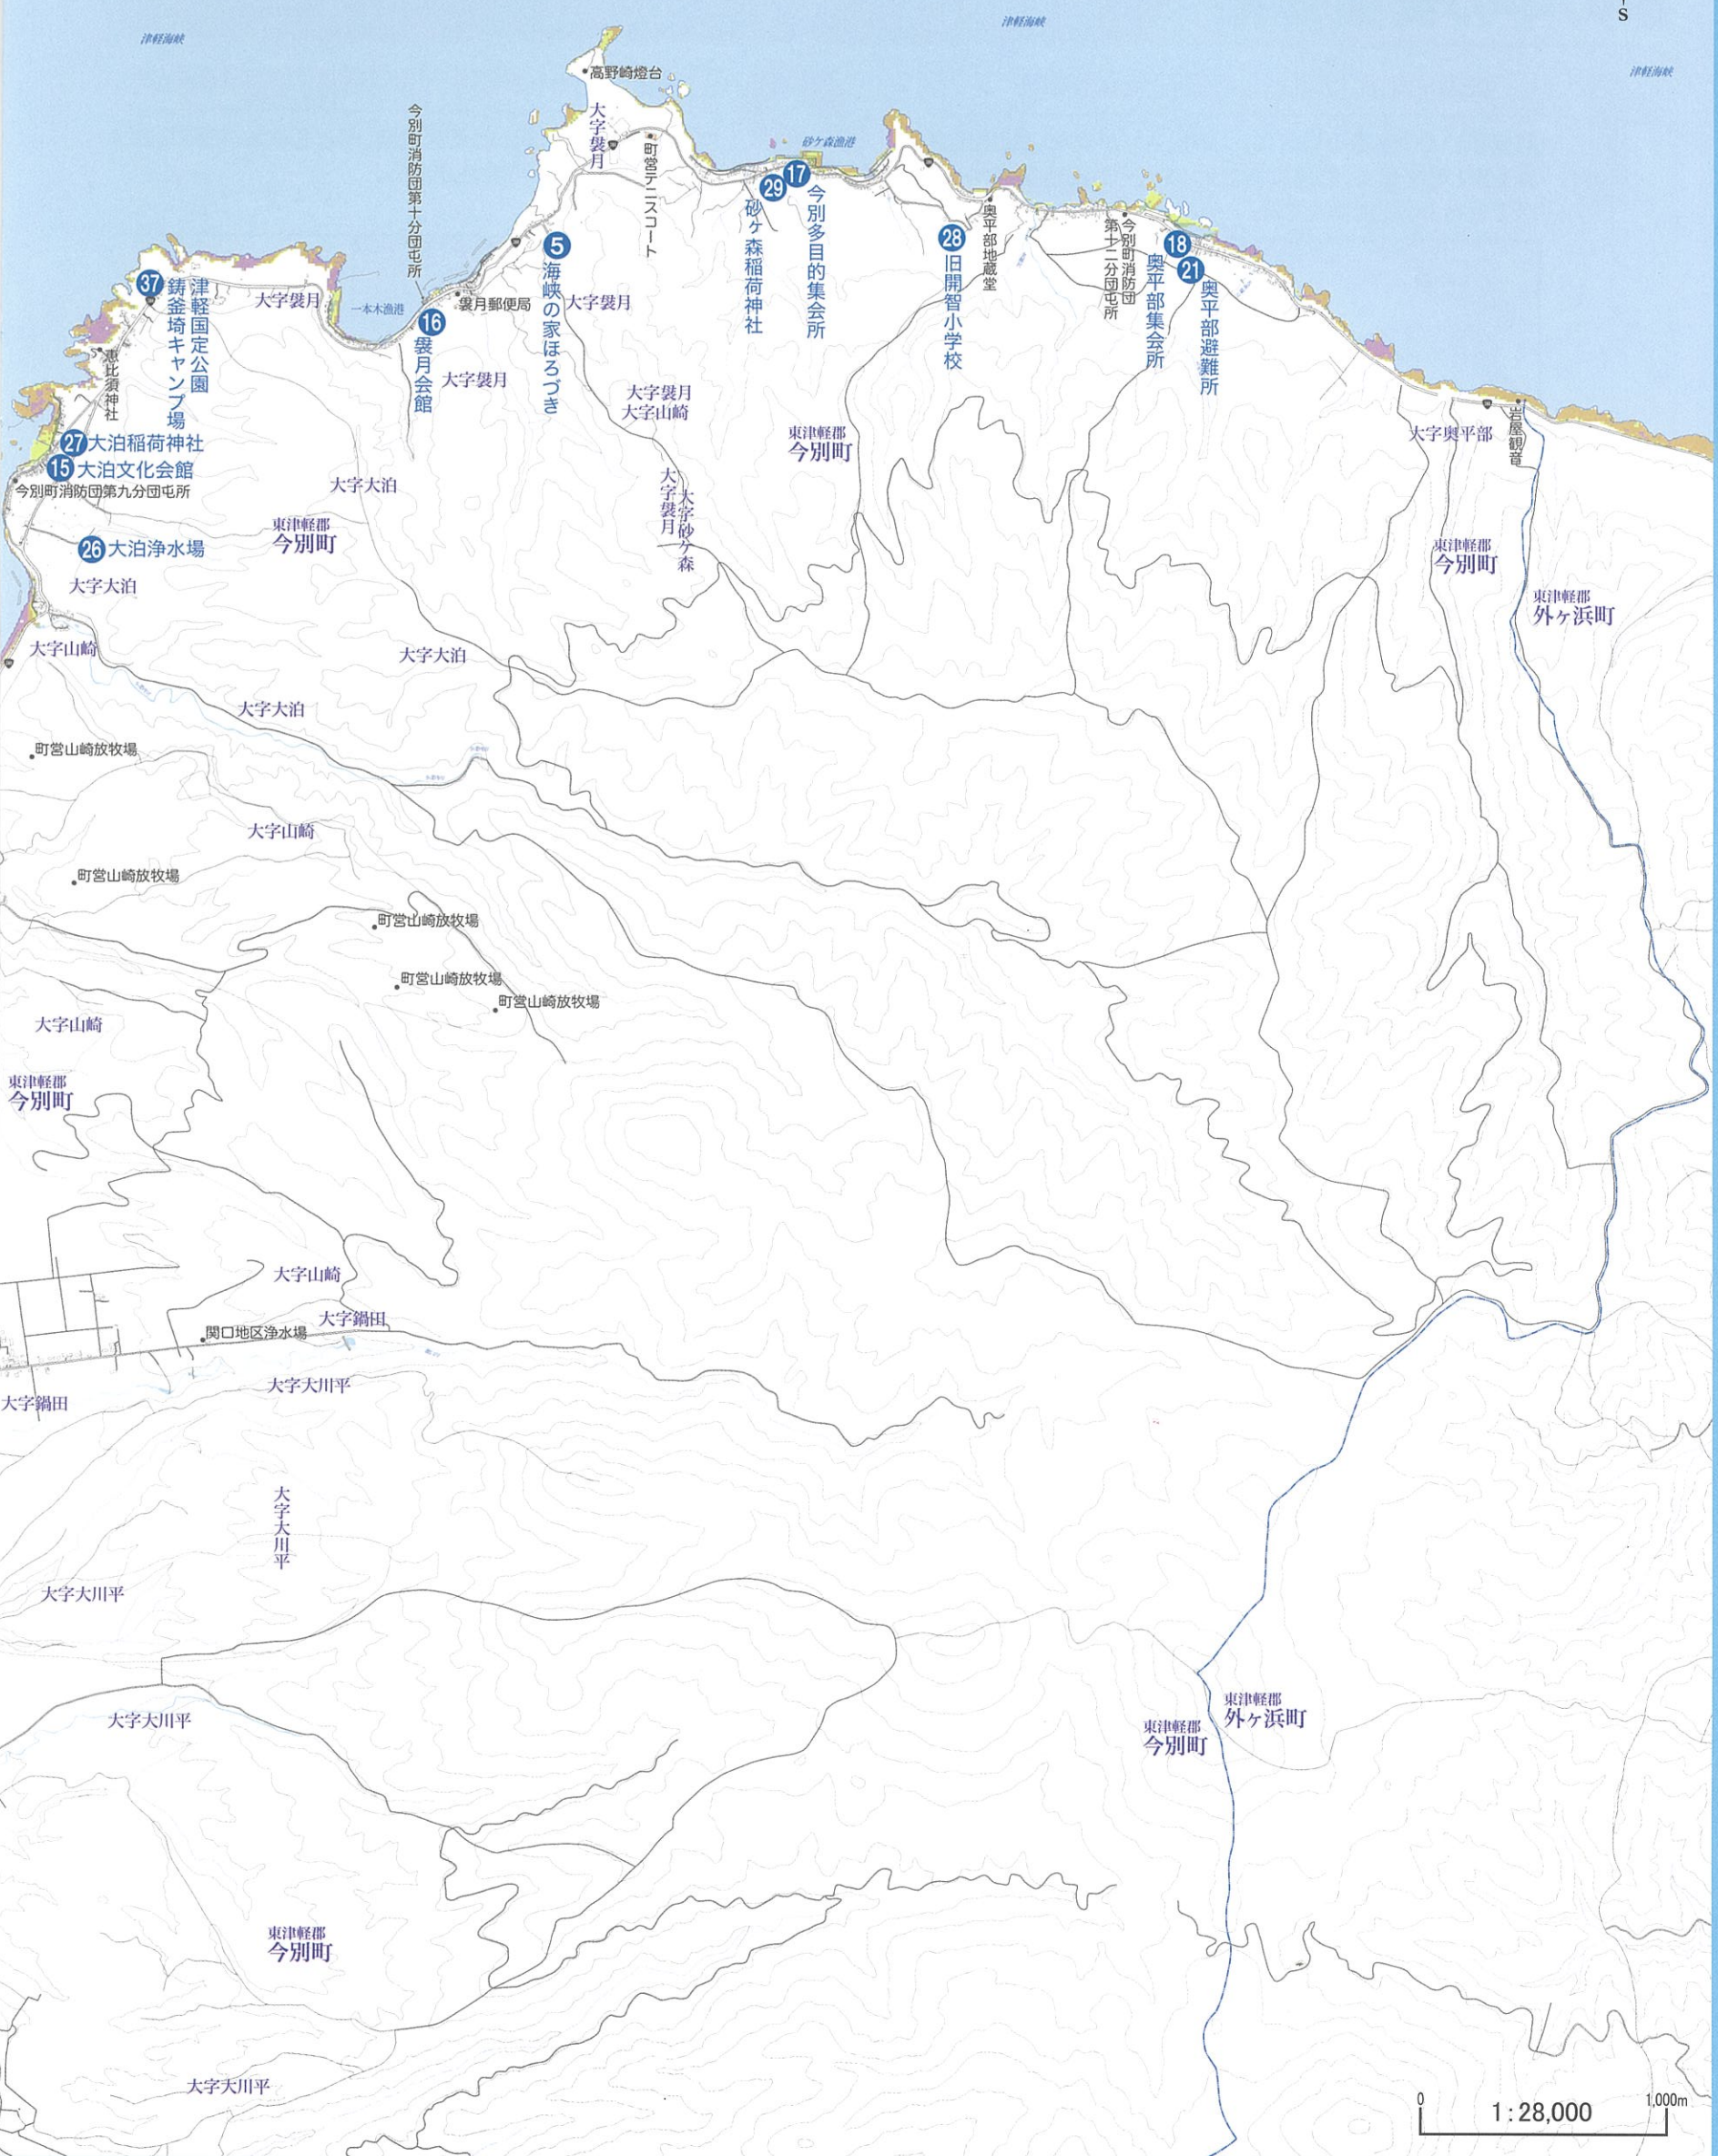 S
津軽海峡
津軽海峡
津軽海峡
高野崎燈台
大字袰月
町営テニスコート
今別町消防団第十分団屯所
砂ケ森漁港
29
砂ヶ森稲荷神社
17
今別多目的集会所
28
旧開智小学校
奥平部地蔵堂
今別町消防団
第十二分団屯所
18
奥平部集会所
21
奥平部避難所
5
海峡の家ほろづき
大字袰月
袰月郵便局
16
袰月会館
一本木漁港
大字袰月
37
津軽国定公園
鋳釜埼キャンプ場
恵比須神社
大字袰月
大字袰月
大字山崎
東津軽郡
今別町
27 大泊稲荷神社
15 大泊文化会館
今別町消防団第九分団屯所
大字大泊
大字袰月
大字砂ケ森
大字奥平部
岩屋観音
東津軽郡
今別町
26 大泊浄水場
大字大泊
東津軽郡
今別町
東津軽郡
外ヶ浜町
大字山崎
大字大泊
大字大泊
町営山崎放牧場
大字山崎
町営山崎放牧場
町営山崎放牧場
町営山崎放牧場
町営山崎放牧場
大字山崎
東津軽郡
今別町
大字山崎
大字鍋田
関口地区浄水場
大字大川平
大字鍋田
大字大川平
大字大川平
大字大川平
東津軽郡
外ヶ浜町
東津軽郡
今別町
東津軽郡
今別町
大字大川平
0
1:28,000
1,000m